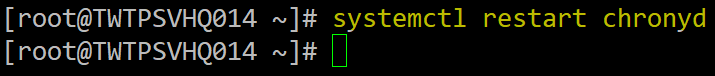 [root@TWTPSVHQ014 ~]# systemctl restart chronyd
[root@TWTPSVHQ014 ~]#